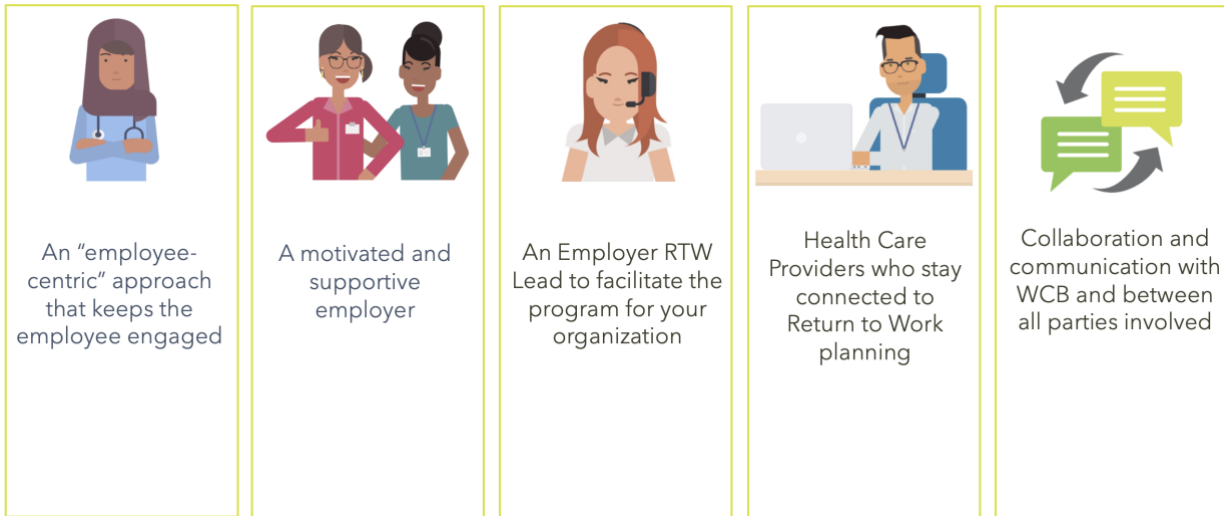 An “employee-
centric” approach
that keeps the
employee engaged
A motivated and
supportive
employer
An Employer RTW
Lead to facilitate the
program for your
organization
Health Care
Providers who stay
connected to
Return to Work
planning
Collaboration and
communication with
WCB and between
all parties involved